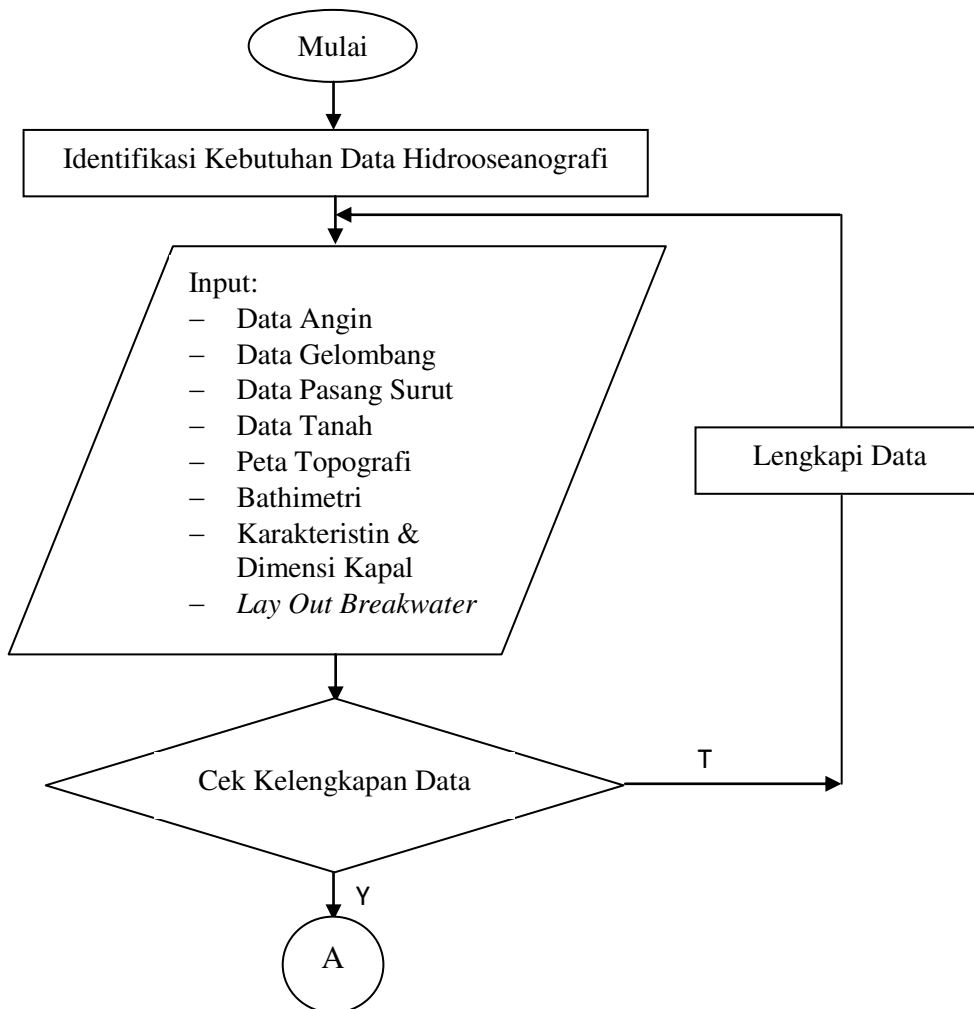 Mulai
Identifikasi Kebutuhan Data Hidrooseanografi
Input:
– Data Angin
– Data Gelombang
– Data Pasang Surut
– Data Tanah
– Peta Topografi
– Bathimetri
– Karakteristin &
Dimensi Kapal
– Lay Out Breakwater
Lengkapi Data
Cek Kelengkapan Data
T
Y
A